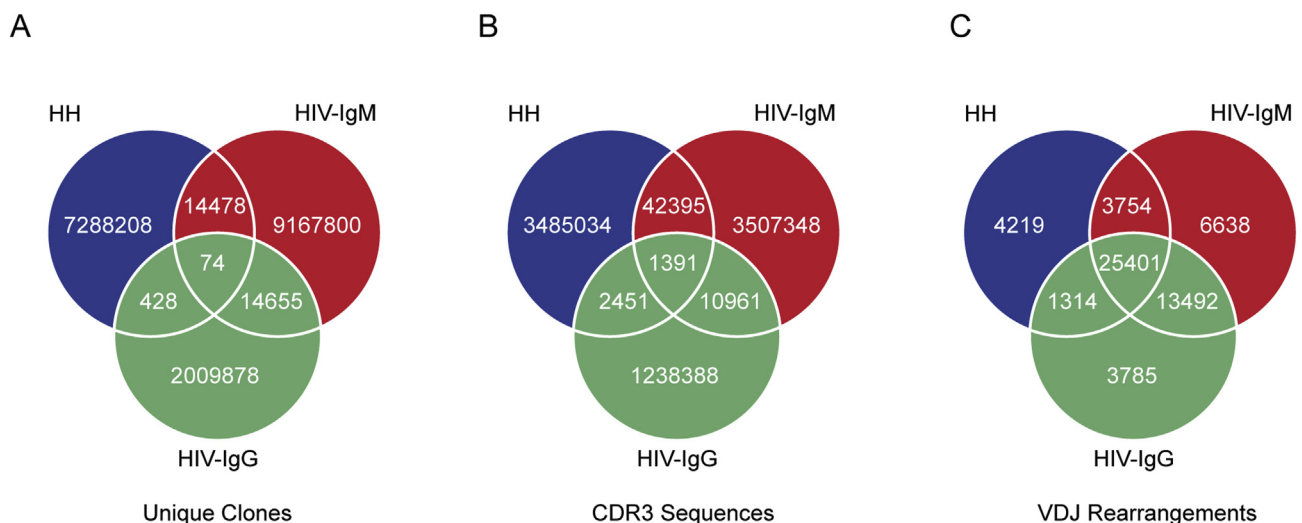 A
B
C
HH
HIV-IgM
7288208
14478
9167800
74
428
14655
2009878
HIV-IgG
Unique Clones
HH
HIV-IgM
3485034
42395
3507348
1391
2451
10961
1238388
HIV-IgG
CDR3 Sequences
HH
HIV-IgM
4219
3754
6638
25401
1314
13492
3785
HIV-IgG
VDJ Rearrangements